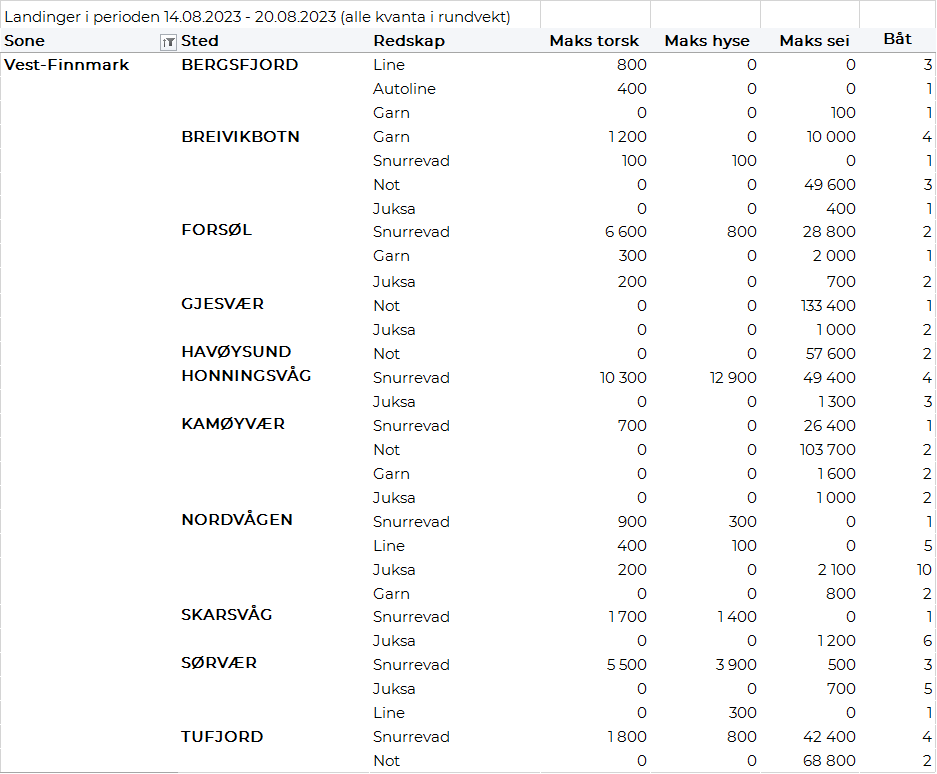 Landinger i perioden 14.08.2023 - 20.08.2023 (alle kvanta i rundvekt)
Sone Sted Redskap Maks torsk Maks hyse Maks sei Båt
Vest-Finnmark BERGSFJORD Line 800 0 0 3
Autoline 400 0 0 1
Garn 0 0 100 1
BREIVIKBOTN Garn 1 200 0 10 000 4
Snurrevad 100 100 0 1
Not 0 0 49 600 3
Juksa 0 0 400 1
FORSØL Snurrevad 6 600 800 28 800 2
Garn 300 0 2 000 1
Juksa 200 0 700 2
GJESVÆR Not 0 0 133 400 1
Juksa 0 0 1 000 2
HAVØYSUND Not 0 0 57 600 2
HONNINGSVÅG Snurrevad 10 300 12 900 49 400 4
Juksa 0 0 1 300 3
KAMØYVÆR Snurrevad 700 0 26 400 1
Not 0 0 103 700 2
Garn 0 0 1 600 2
Juksa 0 0 1 000 2
NORDVÅGEN Snurrevad 900 300 0 1
Line 400 100 0 5
Juksa 200 0 2 100 10
Garn 0 0 800 2
SKARSVÅG Snurrevad 1 700 1 400 0 1
Juksa 0 0 1 200 6
SØRVÆR Snurrevad 5 500 3 900 500 3
Juksa 0 0 700 5
Line 0 300 0 1
TUFJORD Snurrevad 1 800 800 42 400 4
Not 0 0 68 800 2